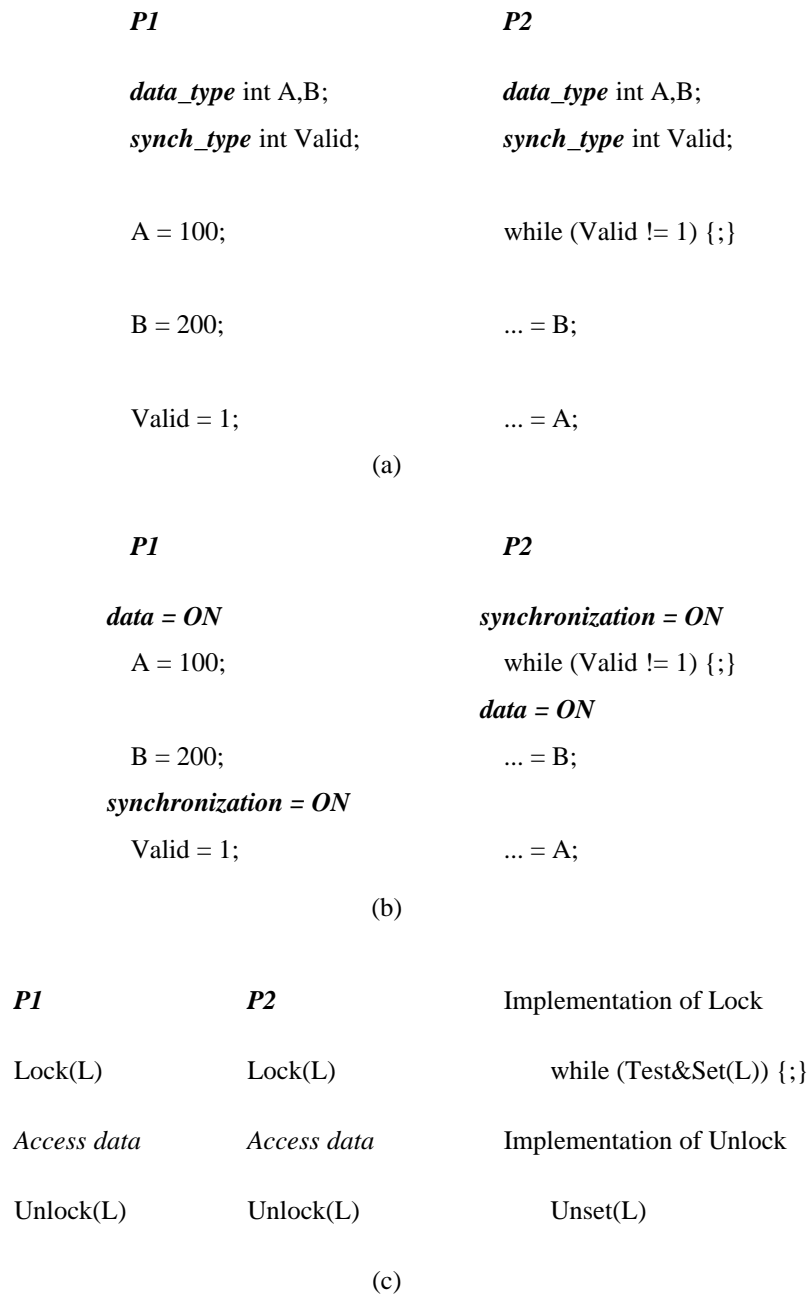 P1 P2
data_type int A,B; data_type int A,B;
synch_type int Valid; synch_type int Valid;
A = 100; while (Valid != 1) {;}
B = 200; ... = B;
Valid = 1; ... = A;
(a)
P1 P2
data = ON synchronization = ON
A = 100; while (Valid != 1) {;}
data = ON
B = 200; ... = B;
synchronization = ON
Valid = 1; ... = A;
(b)
P1 P2 Implementation of Lock
Lock(L) Lock(L) while (Test&Set(L)) {;}
Access data Access data Implementation of Unlock
Unlock(L) Unlock(L) Unset(L)
(c)